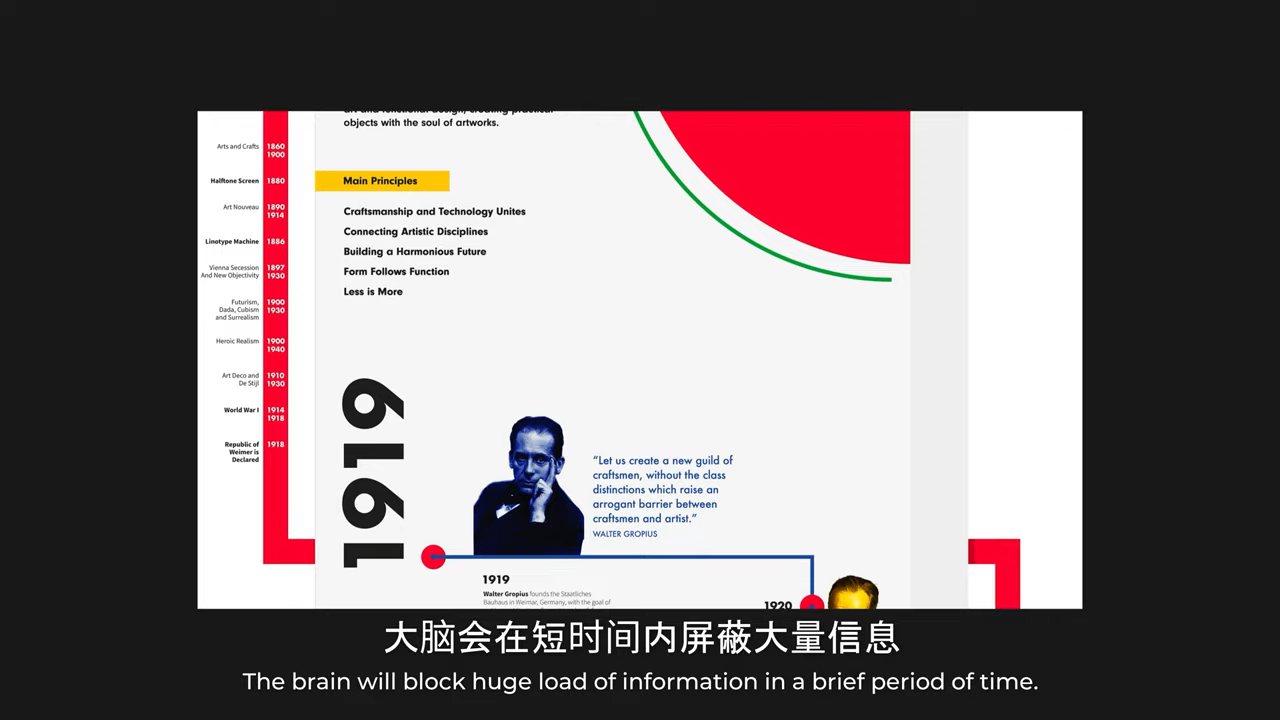 objects with the soul of artworks.
Main Principles
Craftsmanship and Technology Unites
Connecting Artistic Disciplines
Building a Harmonious Future
Form Follows Function
Less is More
Arts and Crafts 1860
1900
Halftone Screen 1880
Art Nouveau 1890
1914
Linotype Machine 1886
Vienna Secession 1897
And New Objectivity 1930
Futurism, 1900
Dada, Cubism 1930
and Surrealism
Heroic Realism 1900
1940
Art Deco and 1910
De Stijl 1930
World War I 1914
1918
Republic of 1918
Weimer is
Declared
1919
“Let us create a new guild of
craftsmen, without the class
distinctions which raise an
arrogant barrier between
craftsmen and artist.”
WALTER GROPIUS
1919
Walter Gropius founds the Staatliches
Bauhaus in Weimar, Germany, with the goal of
1920
大脑会在短时间内屏蔽大量信息
The brain will block huge load of information in a brief period of time.